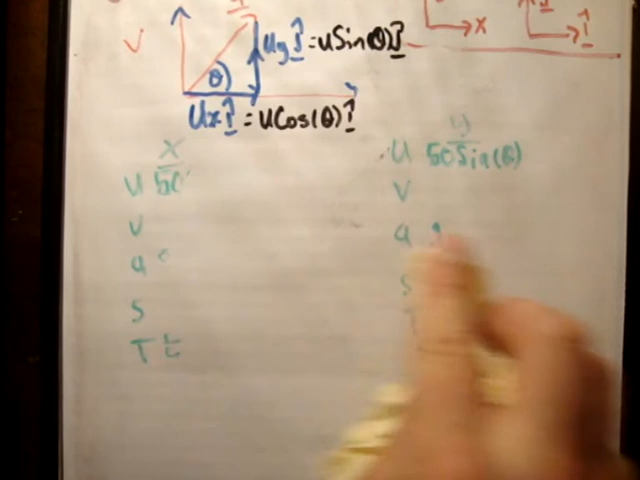 V θ Uy ĵ = uSin(θ)ĵ x ĵ î
Ux î = uCos(θ) î
x y
U 50 U 50Sin(θ)
V V
a a
S S
T t